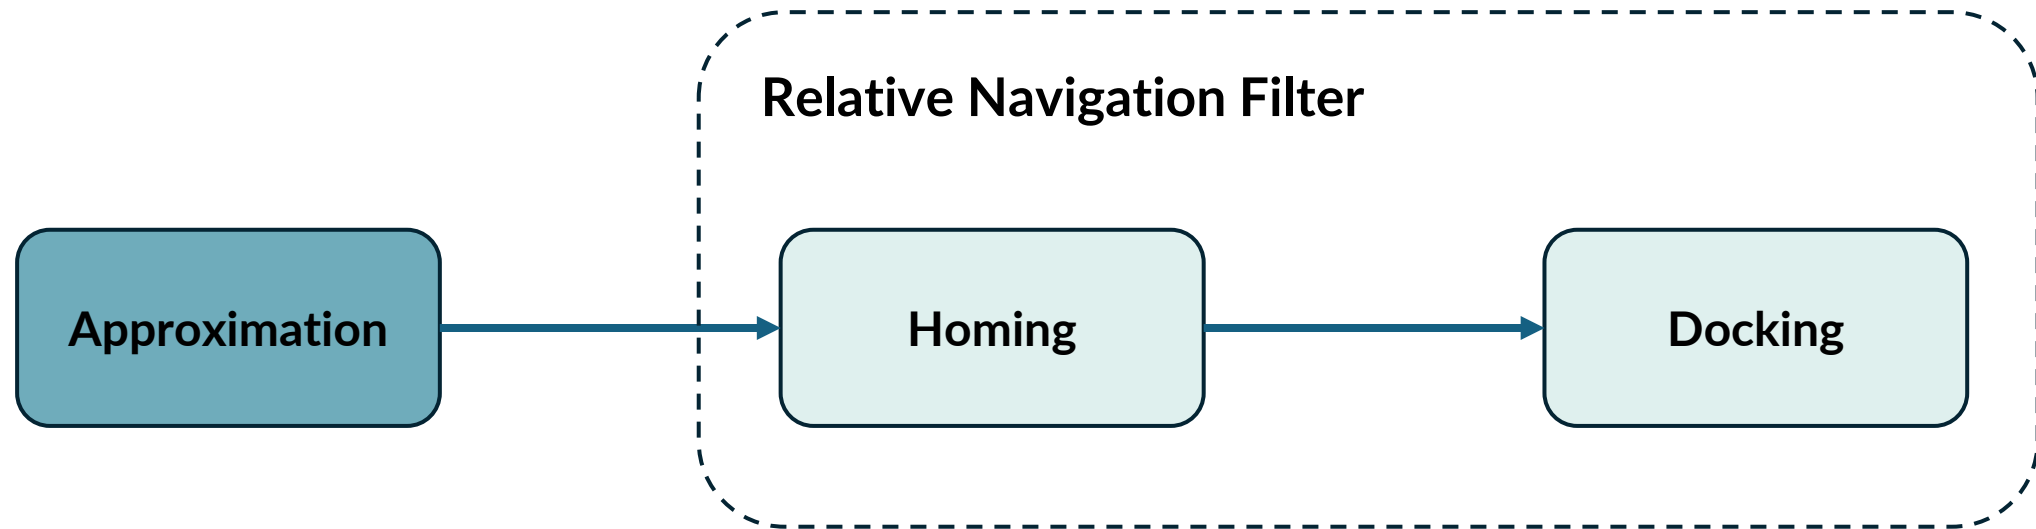 Relative Navigation Filter
Approximation
Homing
Docking